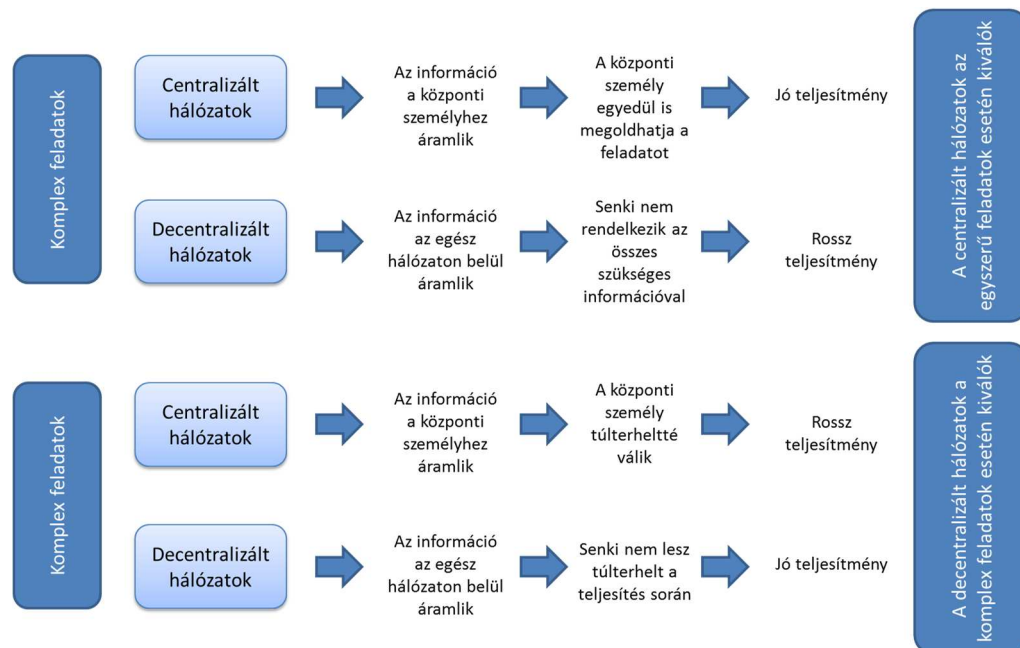 Komplex feladatok
Centralizált
hálózatok
Az információ
a központi
személyhez
áramlik
A központi
személy
egyedül is
megoldhatja a
feladatot
Jó teljesítmény
Decentralizált
hálózatok
Az információ
az egész
hálózaton belül
áramlik
Senki nem
rendelkezik az
összes
szükséges
információval
Rossz
teljesítmény
A centralizált hálózatok az
egyszerű feladatok esetén kiválók
Komplex feladatok
Centralizált
hálózatok
Az információ
a központi
személyhez
áramlik
A központi
személy
túlterheltté
válik
Rossz
teljesítmény
Decentralizált
hálózatok
Az információ
az egész
hálózaton belül
áramlik
Senki nem lesz
túlterhelt a
teljesítés során
Jó teljesítmény
A decentralizált hálózatok a
komplex feladatok esetén kiválók